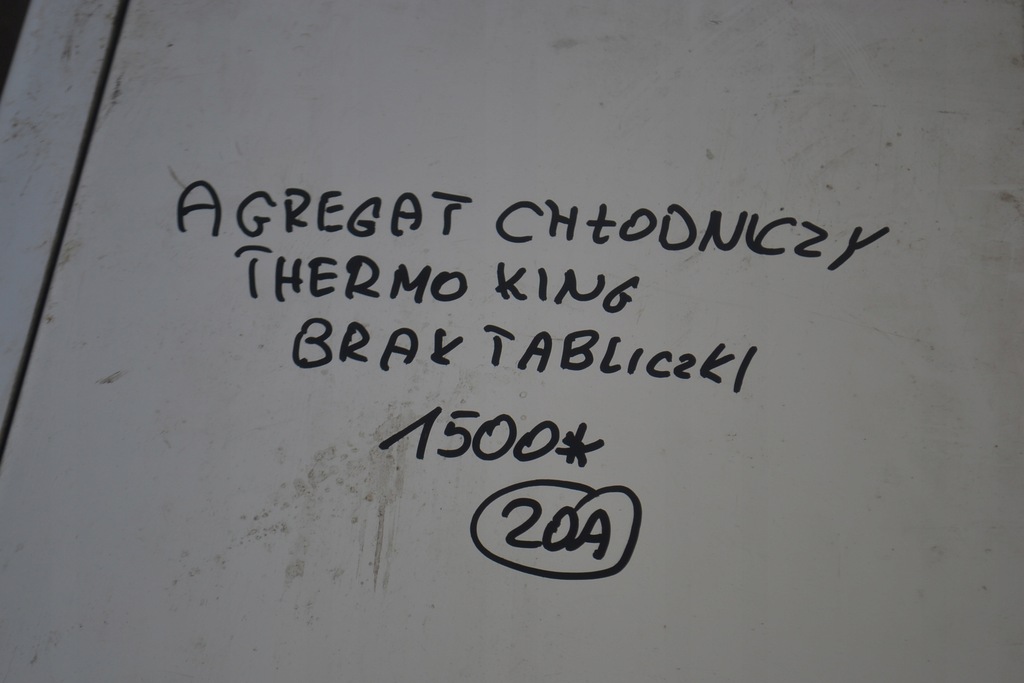 AGREGAT CHŁODNICZY
THERMO KING
BRAK TABLICZKI
1500*
20A